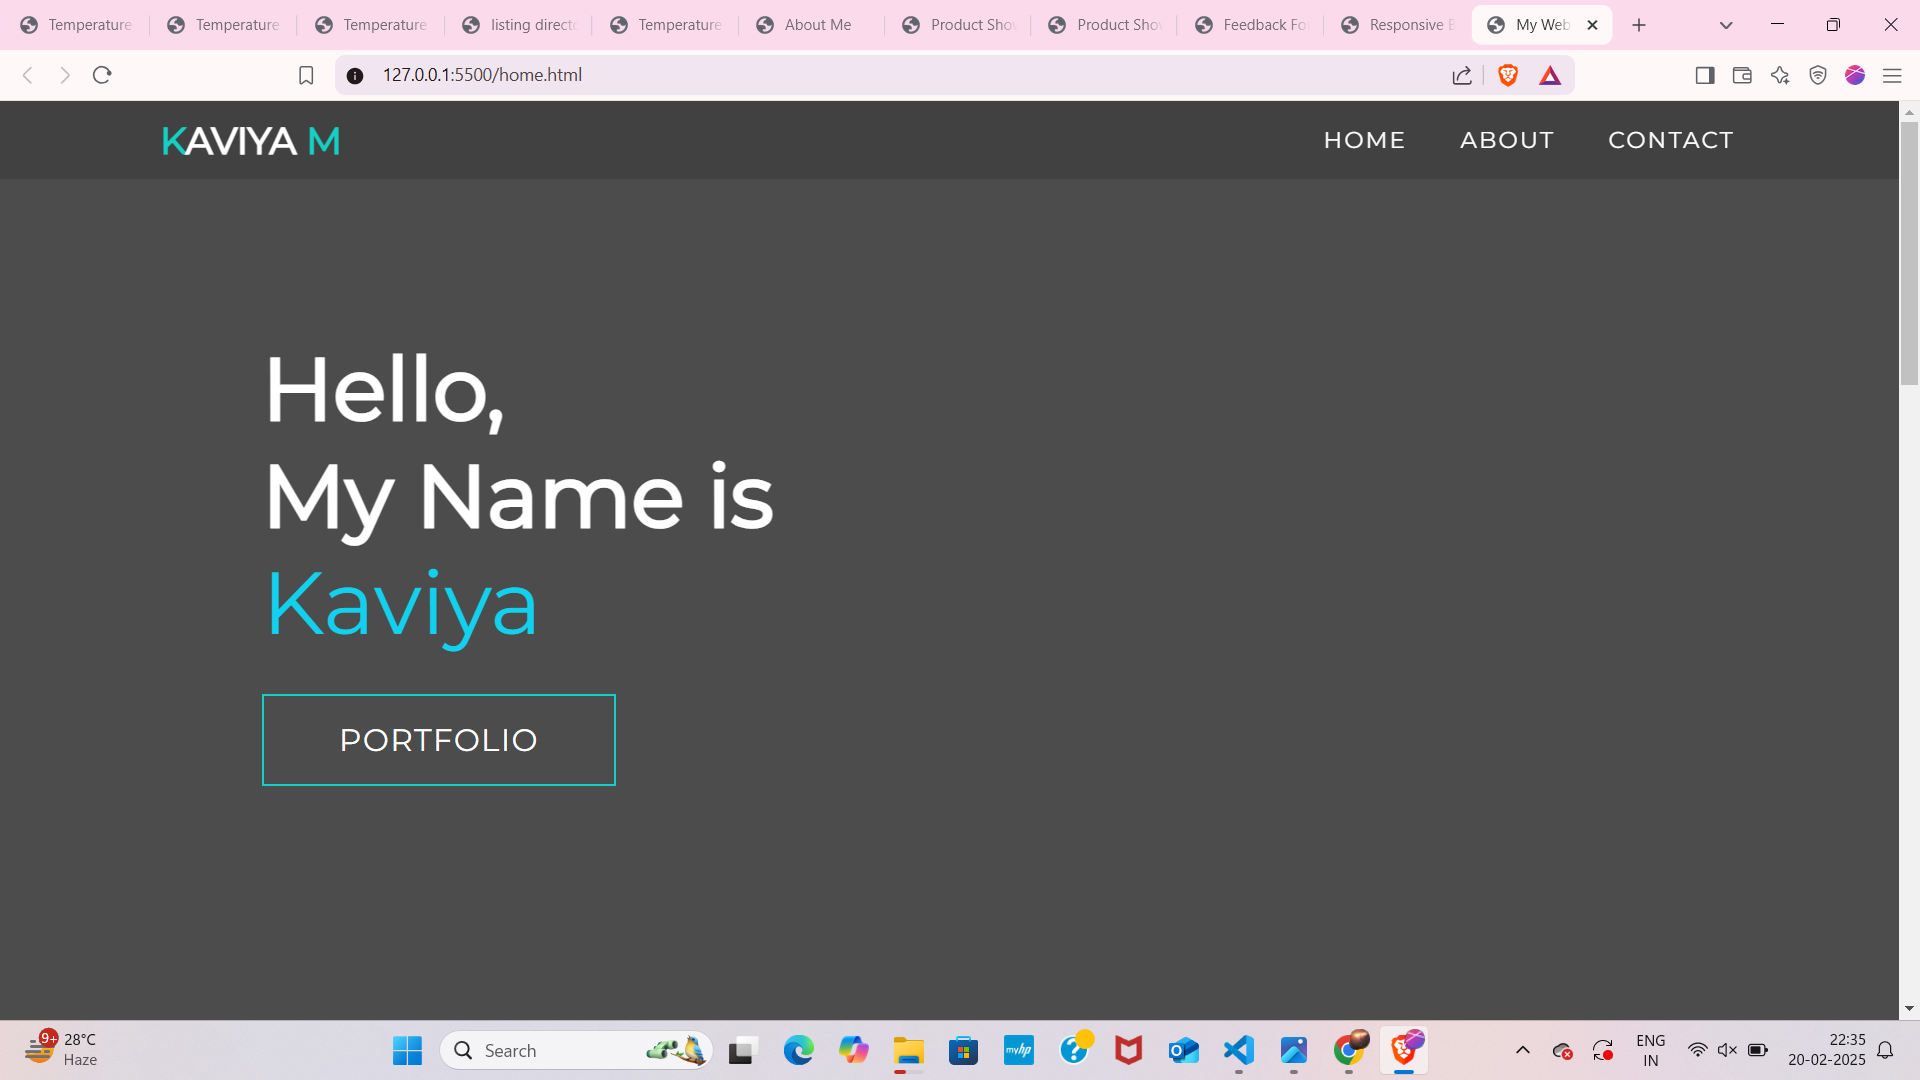 Temperature
Temperature
Temperature
listing directo
Temperature
About Me
Product Sho
Product Sho
Feedback Fo
Responsive
My Web
127.0.0.1:5500/home.html
KAVIYA M
HOME
ABOUT
CONTACT
Hello,
My Name is
Kaviya
PORTFOLIO
9+
28°C
Haze
Search
myhp
ENG
IN
22:35
20-02-2025